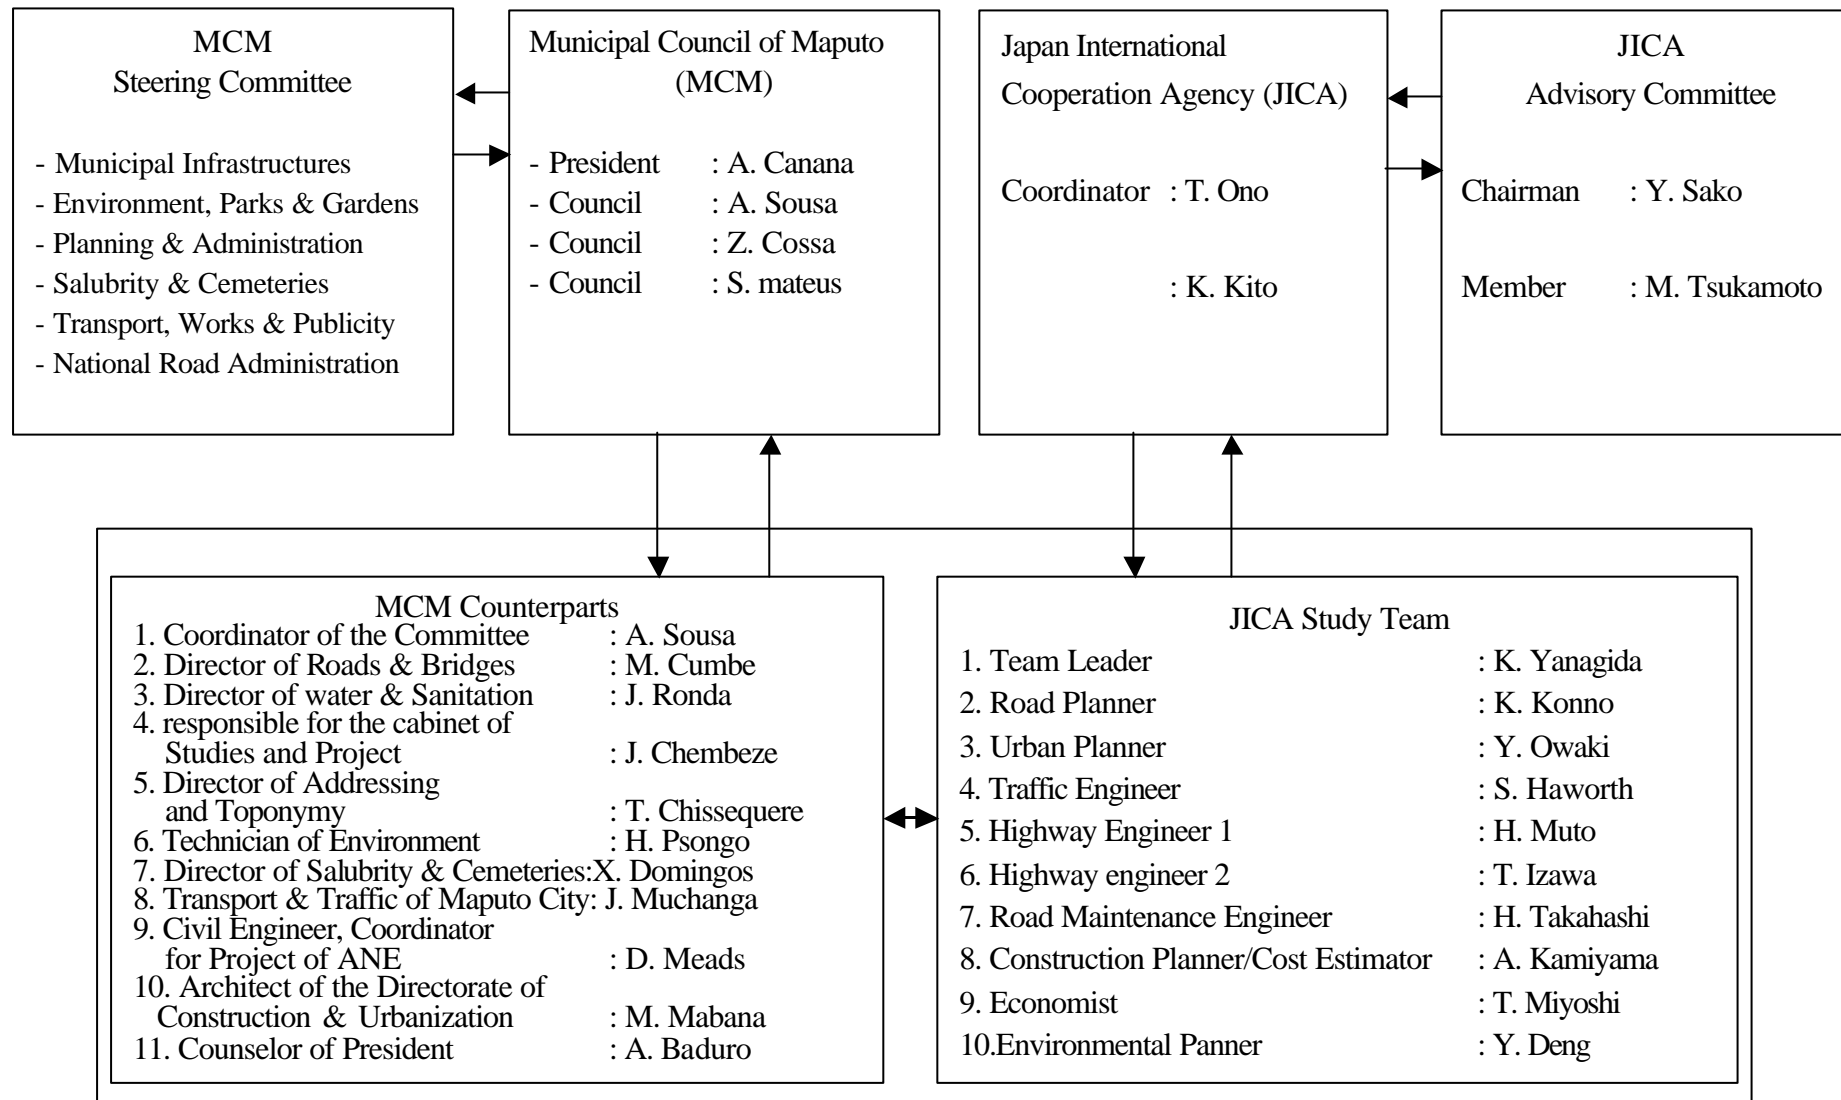 MCM
Steering Committee
- Municipal Infrastructures
- Environment, Parks & Gardens
- Planning & Administration
- Salubrity & Cemeteries
- Transport, Works & Publicity
- National Road Administration
Municipal Council of Maputo
(MCM)
- President : A. Canana
- Council : A. Sousa
- Council : Z. Cossa
- Council : S. mateus
Japan International
Cooperation Agency (JICA)
Coordinator : T. Ono
: K. Kito
JICA
Advisory Committee
Chairman : Y. Sako
Member : M. Tsukamoto
MCM Counterparts
1. Coordinator of the Committee : A. Sousa
2. Director of Roads & Bridges : M. Cumbe
3. Director of water & Sanitation : J. Ronda
4. responsible for the cabinet of
Studies and Project : J. Chembeze
5. Director of Addressing
and Toponymy : T. Chissequere
6. Technician of Environment : H. Psongo
7. Director of Salubrity & Cemeteries:X. Domingos
8. Transport & Traffic of Maputo City: J. Muchanga
9. Civil Engineer, Coordinator
for Project of ANE : D. Meads
10. Architect of the Directorate of
Construction & Urbanization : M. Mabana
11. Counselor of President : A. Baduro
JICA Study Team
1. Team Leader : K. Yanagida
2. Road Planner : K. Konno
3. Urban Planner : Y. Owaki
4. Traffic Engineer : S. Haworth
5. Highway Engineer 1 : H. Muto
6. Highway engineer 2 : T. Izawa
7. Road Maintenance Engineer : H. Takahashi
8. Construction Planner/Cost Estimator : A. Kamiyama
9. Economist : T. Miyoshi
10.Environmental Panner : Y. Deng